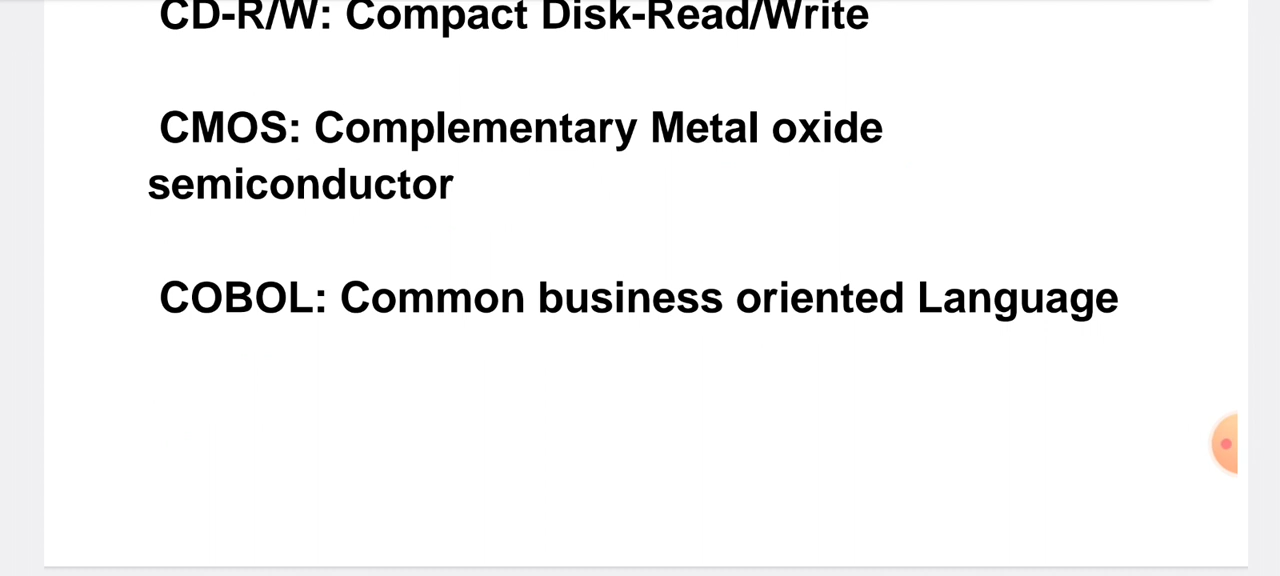 CD-R/W: Compact Disk-Read/Write
CMOS: Complementary Metal oxide
semiconductor
COBOL: Common business oriented Language